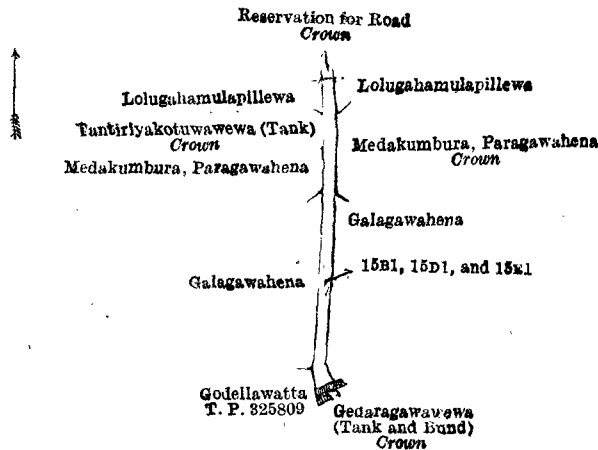 Reservation for Road
Crown
Lolugahamulapillewa
Lolugahamulapillewa
Tantiriyakotuwawewa (Tank)
Crown
Medakumbura, Paragawahena
Crown
Medakumbura, Paragawahena
Galagawahena
15B1, 15D1, and 15E1
Galagawahena
Godellawatta
T. P. 325809
Gedaragawawewa
(Tank and Bund)
Crown